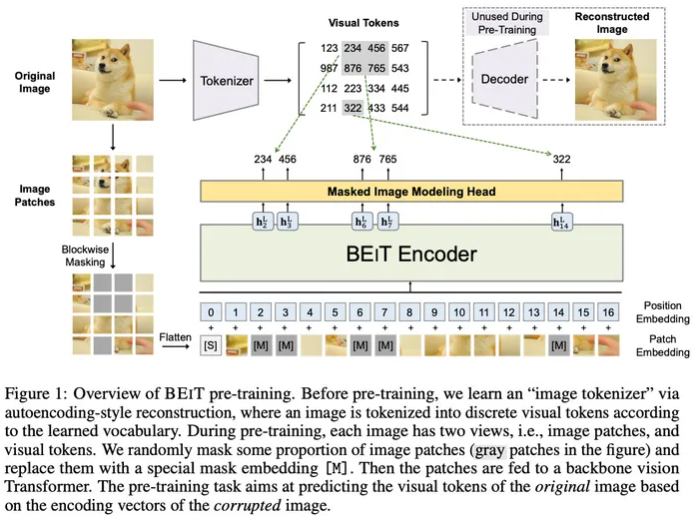 Visual Tokens
Unused During
Pre-Training
Reconstructed
Image
Original
Image
Tokenizer
123 234 456 567
987 876 765 543
112 223 334 445
211 322 433 544
Decoder
234 456 876 765 322
Image
Patches
Masked Image Modeling Head
h₂ᴸ h₃ᴸ h₆ᴸ h₇ᴸ h₁₄ᴸ
Blockwise
Masking
BEIT Encoder
0 1 2 3 4 5 6 7 8 9 10 11 12 13 14 15 16
Position
Embedding
+ + + + + + + + + + + + + + + + +
Flatten
[S] [M] [M] [M] [M] [M]
Patch
Embedding
Figure 1: Overview of BEIT pre-training. Before pre-training, we learn an “image tokenizer” via
autoencoding-style reconstruction, where an image is tokenized into discrete visual tokens according
to the learned vocabulary. During pre-training, each image has two views, i.e., image patches, and
visual tokens. We randomly mask some proportion of image patches (gray patches in the figure) and
replace them with a special mask embedding [M]. Then the patches are fed to a backbone vision
Transformer. The pre-training task aims at predicting the visual tokens of the original image based
on the encoding vectors of the corrupted image.